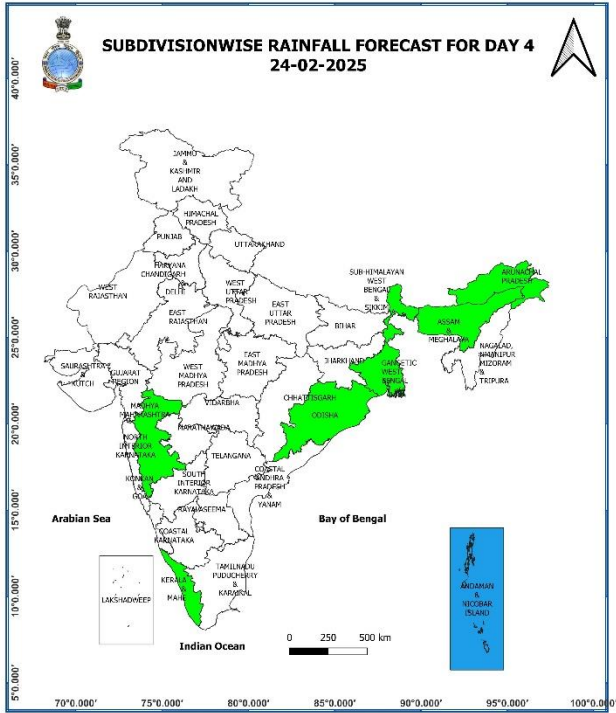 SUBDIVISIONWISE RAINFALL FORECAST FOR DAY 4
24-02-2025
40°0.000'
35°0.000'
30°0.000'
25°0.000'
20°0.000'
15°0.000'
10°0.000'
5°0.000'
JAMMU
&
KASHMIR
AND
LADAKH
HIMACHAL
PRADESH
PUNJAB
UTTARAKHAND
HARYANA
CHANDIGARH
&
DELHI
WEST
RAJASTHAN
WEST
UTTAR
PRADESH
EAST
RAJASTHAN
EAST
UTTAR
PRADESH
SUB-HIMALAYAN
WEST
BENGAL
&
SIKKIM
ARUNACHAL
PRADESH
BIHAR
ASSAM
&
MEGHALAYA
NAGALAD,
MANIPUR
MIZORAM
&
TRIPURA
SAURASHTRA
&
KUTCH
GUJARAT
REGION
WEST
MADHYA
PRADESH
EAST
MADHYA
PRADESH
JHARKHAND
GANGETIC
WEST
BENGAL
CHHATTISGARH
ODISHA
MADHYA
MAHARASHTRA
VIDARBHA
MARATHAWADA
NORTH
INTERIOR
KARNATAKA
TELANGANA
KONKAN
&
GOA
SOUTH
INTERIOR
KARNATAKA
COASTAL
ANDHRA
PRADESH
&
YANAM
RAYALASEEMA
Arabian Sea
Bay of Bengal
COASTAL
KARNATAKA
LAKSHADWEEP
KERALA
&
MAHE
TAMILNADU
PUDUCHERRY
&
KARAIKAL
ANDAMAN
&
NICOBAR
ISLAND
Indian Ocean
0 250 500 km
70°0.000' 75°0.000' 80°0.000' 85°0.000' 90°0.000' 95°0.000' 100°0.000'